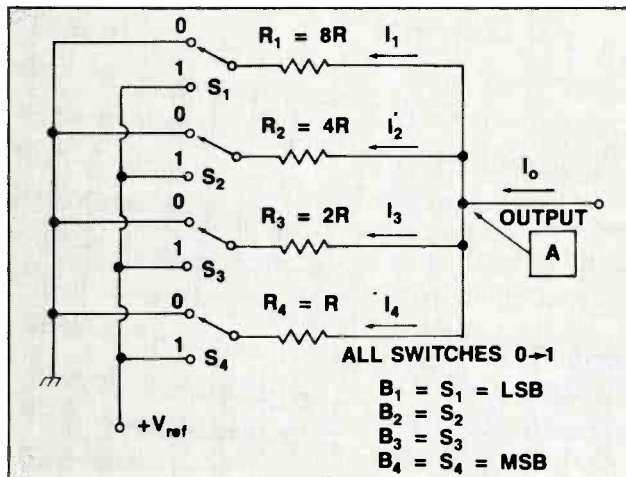 0
R₁ = 8R
I₁
1
S₁
0
R₂ = 4R
I₂
1
S₂
I₀
0
R₃ = 2R
I₃
OUTPUT
A
1
S₃
0
R₄ = R
I₄
1
S₄
ALL SWITCHES 0→1
B₁ = S₁ = LSB
B₂ = S₂
B₃ = S₃
B₄ = S₄ = MSB
+Vref